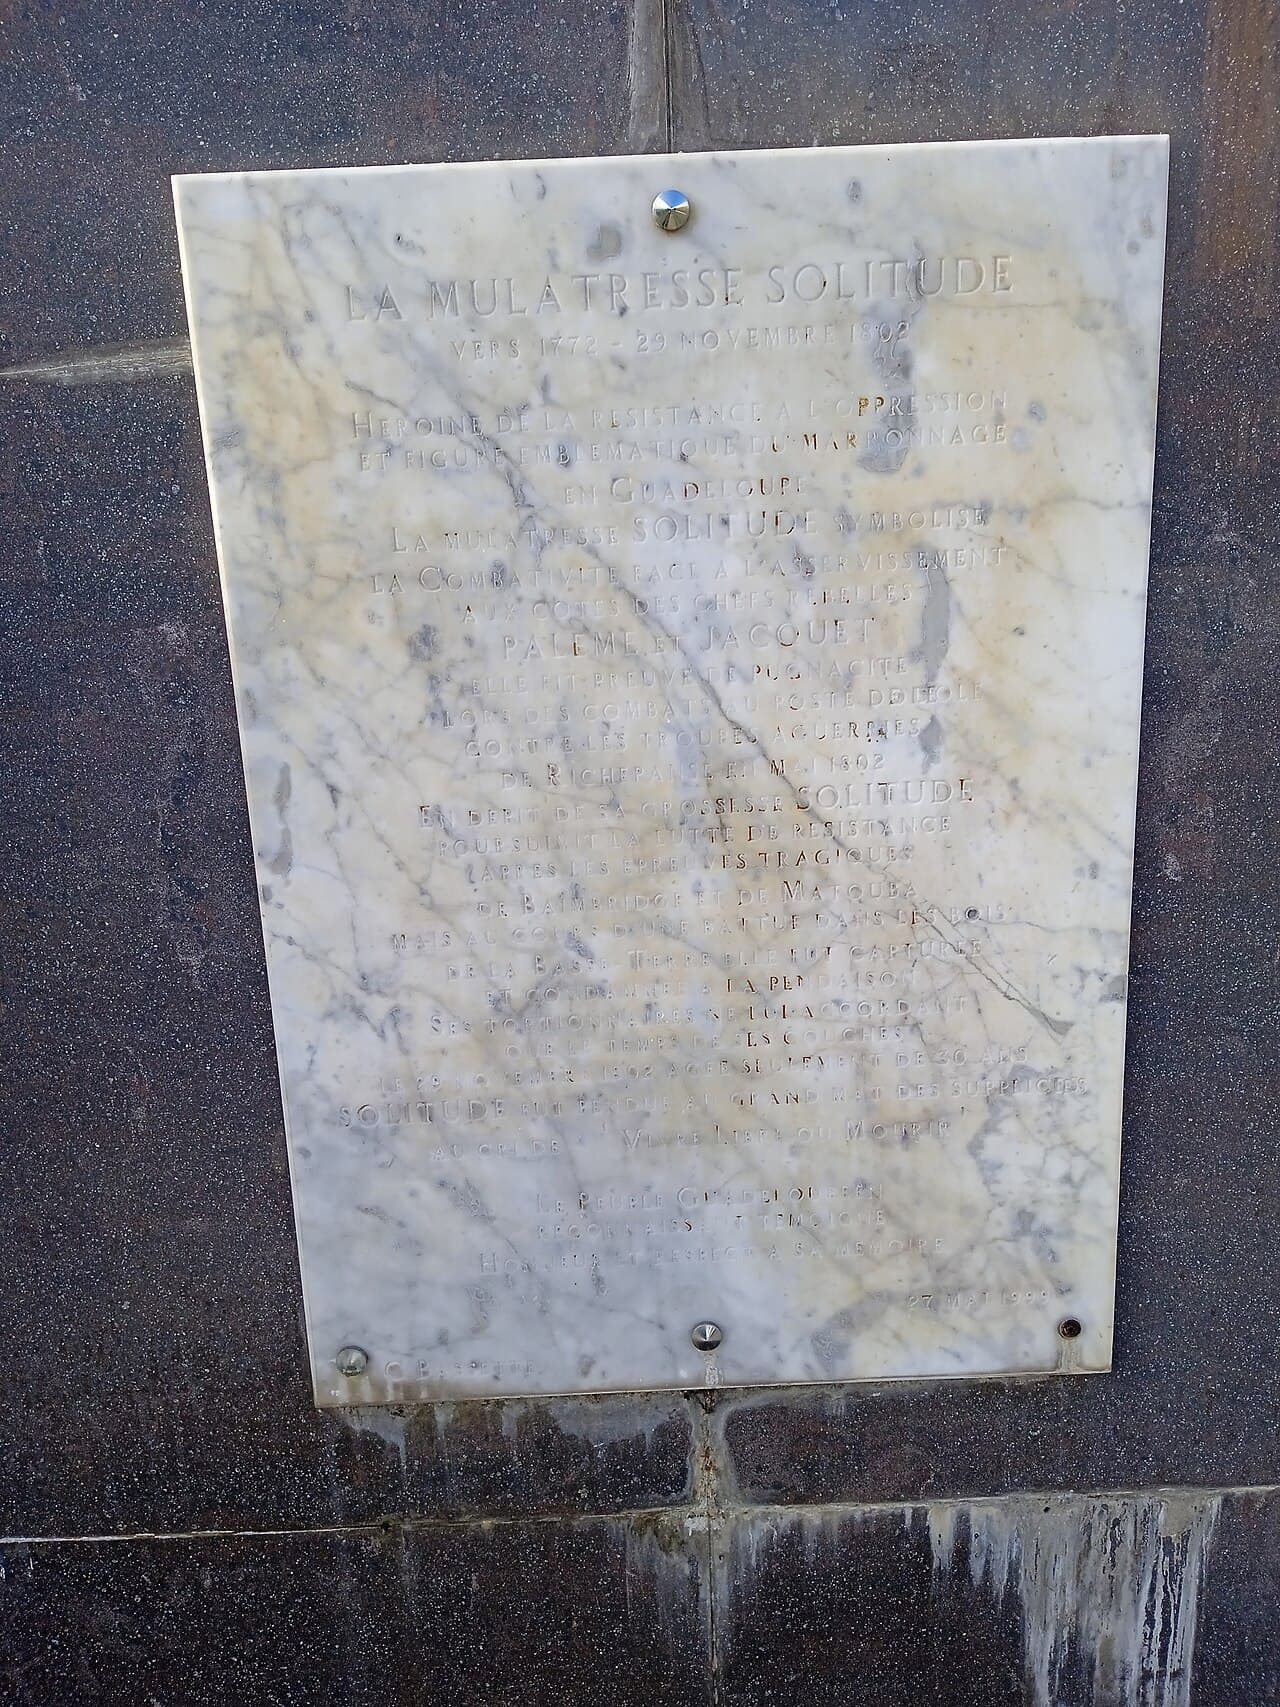 LA MULATRESSE SOLITUDE
VERS 1772 - 29 NOVEMBRE 1802
HEROINE DE LA RESISTANCE A L'OPPRESSION
ET FIGURE EMBLEMATIQUE DU MARRONNAGE
EN GUADELOUPE
LA MULATRESSE SOLITUDE SYMBOLISE
LA COMBATIVITE FACE A L'ASSERVISSEMENT
AUX COTES DES CHEFS REBELLES
PALEME ET JACQUET
ELLE FIT PREUVE DE PUGNACITE
LORS DES COMBATS AU POSTE DE DOLE
CONTRE LES TROUPES AGUERRIES
DE RICHEPANSE EN MAI 1802
EN DEPIT DE SA GROSSESSE SOLITUDE
POURSUIVIT LA LUTTE DE RESISTANCE
APRES LES EPREUVES TRAGIQUES
DE BAIMBRIDGE ET DE MATOUBA
MAIS AU COURS D'UNE BATTUE DANS LES BOIS
DE LA BASSE TERRE ELLE FUT CAPTUREE
ET CONDAMNEE A LA PENDAISON
SES TORTIONNAIRES NE LUI ACCORDANT
QUE LE TEMPS DE SES COUCHES
LE 29 NOVEMBRE 1802 AGEE SEULEMENT DE 30 ANS
SOLITUDE FUT PENDUE AU GRAND MAT DES SUPPLICIES
AU CRI DE VIVRE LIBRE OU MOURIR
LE PEUPLE GUADELOUPEEN
RECONNAISSANT TEMOIGNE
HONNEUR ET RESPECT A SA MEMOIRE
27 MAI 1999